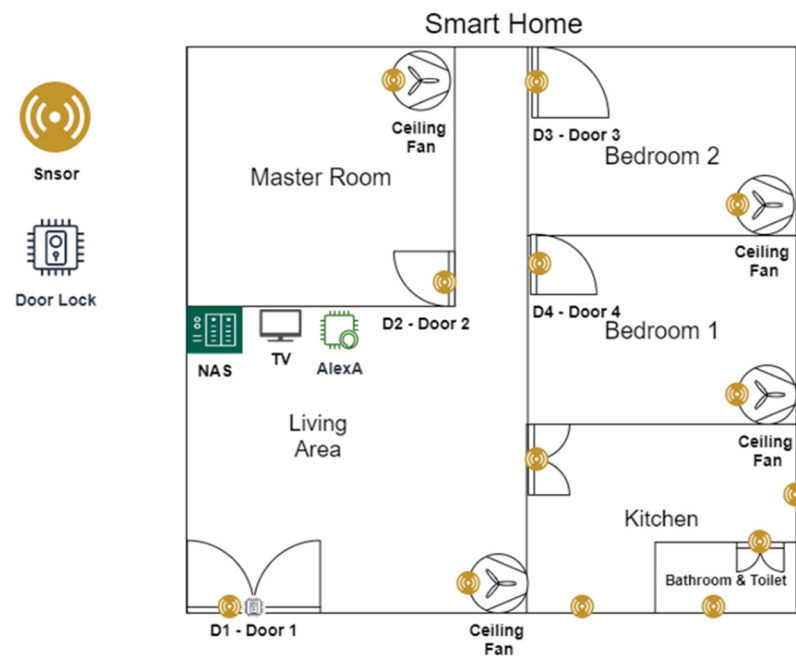 Smart Home
Snsor
Door Lock
Ceiling
Fan
Master Room
D3 - Door 3
Bedroom 2
Ceiling
Fan
D2 - Door 2
D4 - Door 4
Bedroom 1
NAS
TV
AlexA
Living
Area
Ceiling
Fan
Kitchen
Bathroom & Toilet
D1 - Door 1
Ceiling
Fan